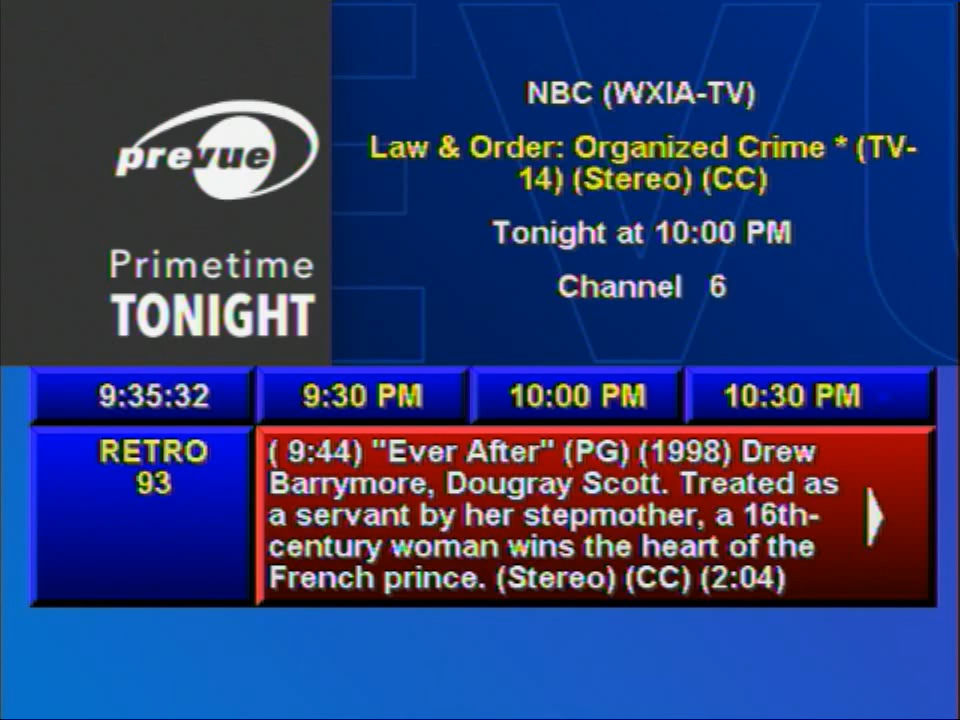 prevue
Primetime
TONIGHT
NBC (WXIA-TV)
Law & Order: Organized Crime * (TV-
14) (Stereo) (CC)
Tonight at 10:00 PM
Channel 6
9:35:32
9:30 PM
10:00 PM
10:30 PM
RETRO
93
( 9:44) "Ever After" (PG) (1998) Drew
Barrymore, Dougray Scott. Treated as
a servant by her stepmother, a 16th-
century woman wins the heart of the
French prince. (Stereo) (CC) (2:04)